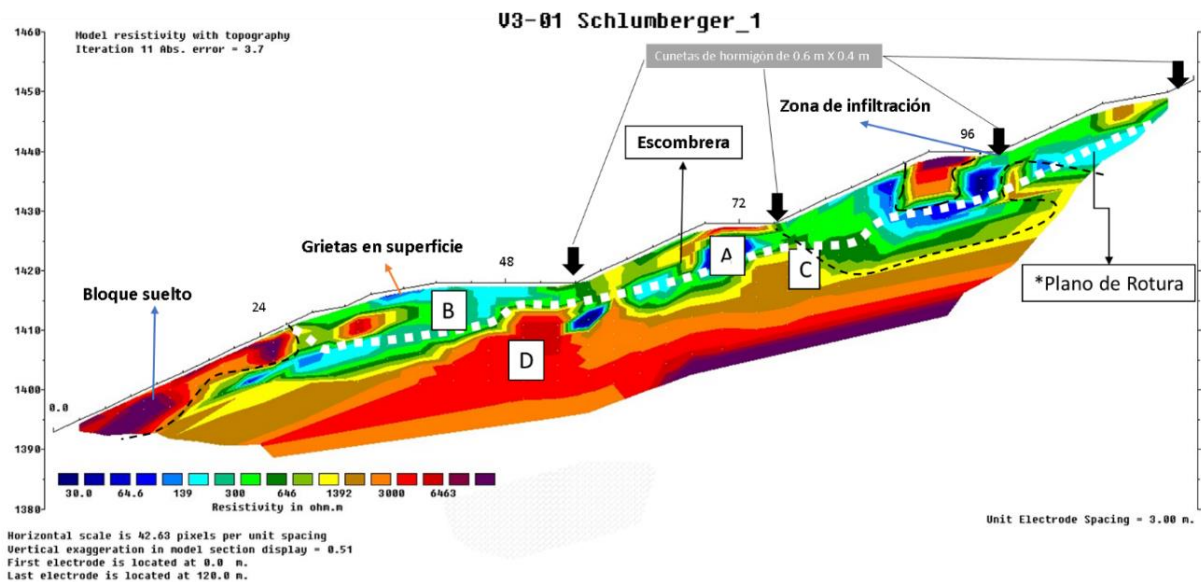 V3-01 Schlumberger_1
Model resistivity with topography
Iteration 11 Abs. error = 3.7
Cunetas de hormigón de 0.6 m X 0.4 m
Zona de infiltración
Escombrera
Grietas en superficie
Bloque suelto
*Plano de Rotura
A
B
C
D
0.0
24
48
72
96
1460
1450
1440
1430
1420
1410
1400
1390
1380
30.0 64.6 139 300 646 1392 3000 6463
Resistivity in ohm.m
Unit Electrode Spacing = 3.00 m.
Horizontal scale is 42.63 pixels per unit spacing
Vertical exaggeration in model section display = 0.51
First electrode is located at 0.0 m.
Last electrode is located at 120.0 m.